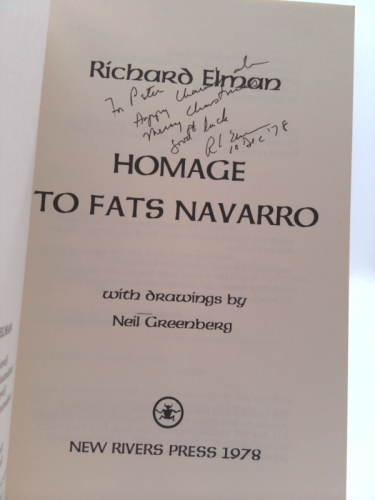 Richard Elman
For Peter
Happy Chanukah
Merry Christmas
Good luck
10 Dec '78
HOMAGE
TO FATS NAVARRO
with drawings by
Neil Greenberg
NEW RIVERS PRESS 1978